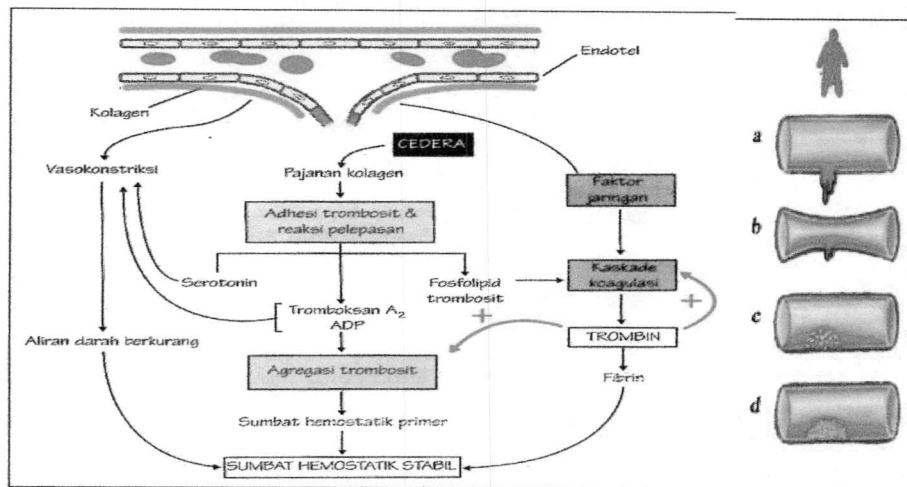 Endotel
Kolagen
CEDERA
Vasokonstriksi
Pajanan kolagen
Faktor
jaringan
Adhesi trombosit &
reaksi pelepasan
Serotonin
Fosfolipid
trombosit
Kaskade
koagulasi
Tromboksan A₂
ADP
+
+
Aliran darah berkurang
TROMBIN
Agregasi trombosit
Fibrin
Sumbat hemostatik primer
SUMBAT HEMOSTATIK STABIL
a
b
c
d